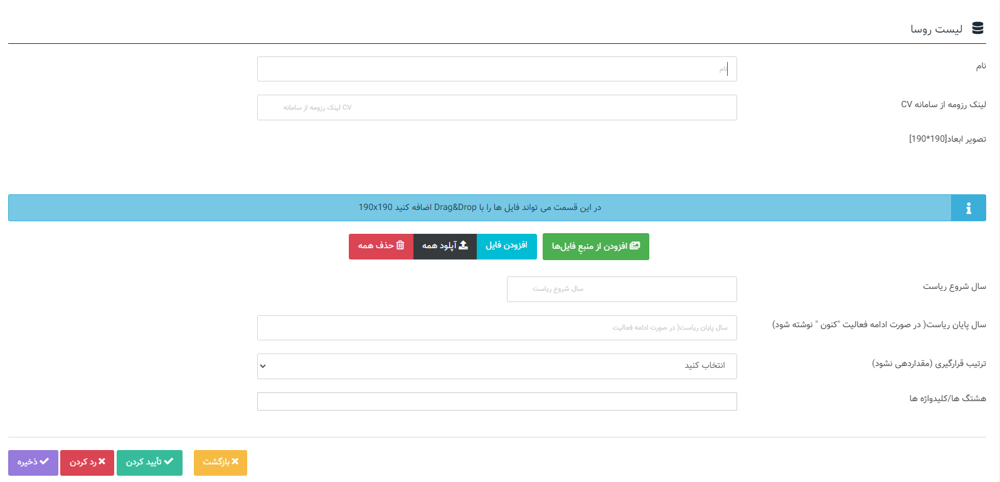 لیست روسا
نام
نام
لینک رزومه از سامانه CV
CV لینک رزومه از سامانه
تصویر ابعاد[190*190]
در این قسمت می تواند فایل ها را با Drag&Drop اضافه کنید 190x190
افزودن از منبعِ فایل‌ها
افزودن فایل
آپلود همه
حذف همه
سال شروع ریاست
سال شروع ریاست
سال پایان ریاست( در صورت ادامه فعالیت "کنون " نوشته شود)
سال پایان ریاست( در صورت ادامه فعالیت
ترتیب قرارگیری (مقداردهی نشود)
انتخاب کنید
هشتگ ها/کلیدواژه ها
بازگشت
تأیید کردن
رد کردن
ذخیره